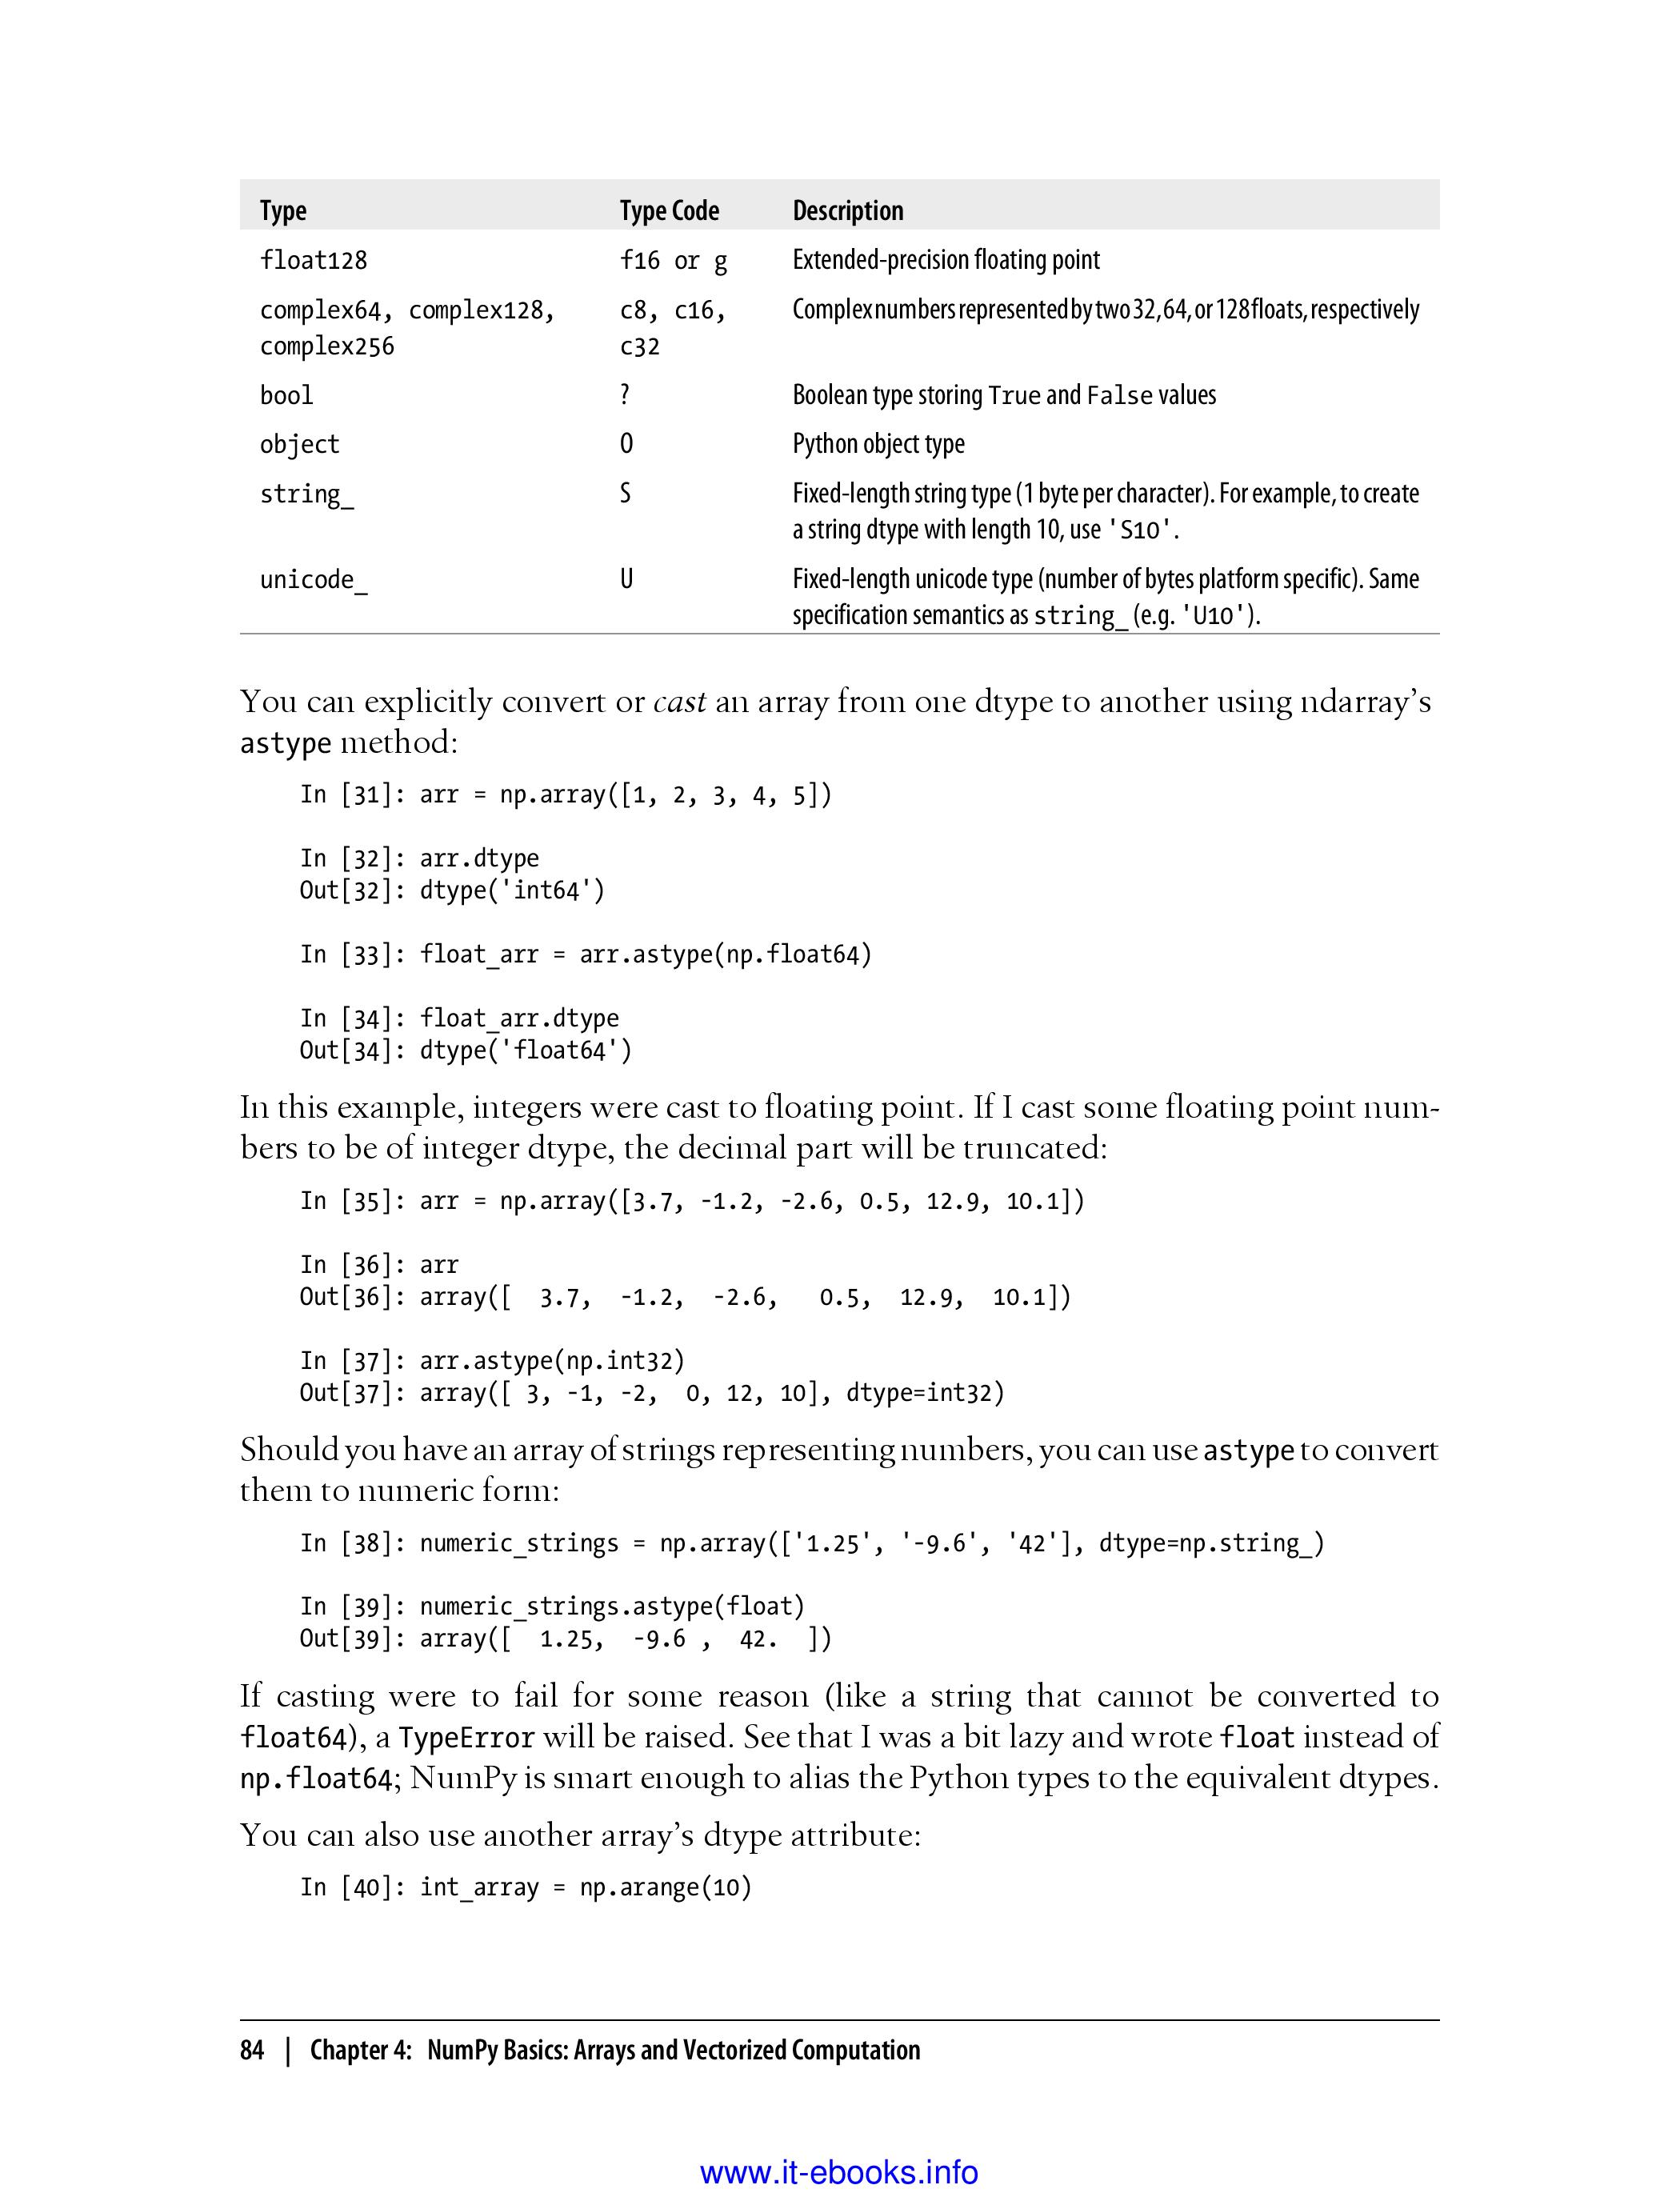 Type Type Code Description
float128 f16 or g Extended-precision floating point
complex64, complex128, c8, c16, Complex numbers represented by two 32, 64, or 128 floats, respectively
complex256 c32
bool ? Boolean type storing True and False values
object O Python object type
string_ S Fixed-length string type (1 byte per character). For example, to create
a string dtype with length 10, use 'S10'.
unicode_ U Fixed-length unicode type (number of bytes platform specific). Same
specification semantics as string_ (e.g. 'U10').
You can explicitly convert or cast an array from one dtype to another using ndarray's
astype method:
In [31]: arr = np.array([1, 2, 3, 4, 5])
In [32]: arr.dtype
Out[32]: dtype('int64')
In [33]: float_arr = arr.astype(np.float64)
In [34]: float_arr.dtype
Out[34]: dtype('float64')
In this example, integers were cast to floating point. If I cast some floating point num-
bers to be of integer dtype, the decimal part will be truncated:
In [35]: arr = np.array([3.7, -1.2, -2.6, 0.5, 12.9, 10.1])
In [36]: arr
Out[36]: array([  3.7,  -1.2,  -2.6,   0.5,  12.9,  10.1])
In [37]: arr.astype(np.int32)
Out[37]: array([ 3, -1, -2,  0, 12, 10], dtype=int32)
Should you have an array of strings representing numbers, you can use astype to convert
them to numeric form:
In [38]: numeric_strings = np.array(['1.25', '-9.6', '42'], dtype=np.string_)
In [39]: numeric_strings.astype(float)
Out[39]: array([  1.25,  -9.6 ,  42.  ])
If casting were to fail for some reason (like a string that cannot be converted to
float64), a TypeError will be raised. See that I was a bit lazy and wrote float instead of
np.float64; NumPy is smart enough to alias the Python types to the equivalent dtypes.
You can also use another array's dtype attribute:
In [40]: int_array = np.arange(10)
84 | Chapter 4: NumPy Basics: Arrays and Vectorized Computation
www.it-ebooks.info